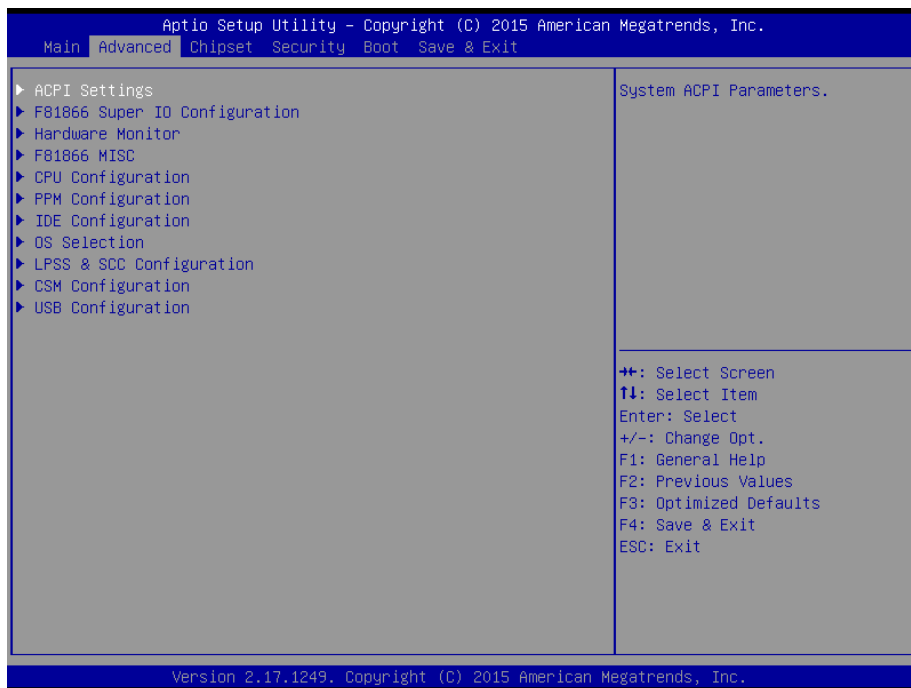 Aptio Setup Utility – Copyright (C) 2015 American Megatrends, Inc.
Main Advanced Chipset Security Boot Save & Exit
ACPI Settings
F81866 Super IO Configuration
Hardware Monitor
F81866 MISC
CPU Configuration
PPM Configuration
IDE Configuration
OS Selection
LPSS & SCC Configuration
CSM Configuration
USB Configuration
System ACPI Parameters.
→←: Select Screen
↑↓: Select Item
Enter: Select
+/-: Change Opt.
F1: General Help
F2: Previous Values
F3: Optimized Defaults
F4: Save & Exit
ESC: Exit
Version 2.17.1249. Copyright (C) 2015 American Megatrends, Inc.